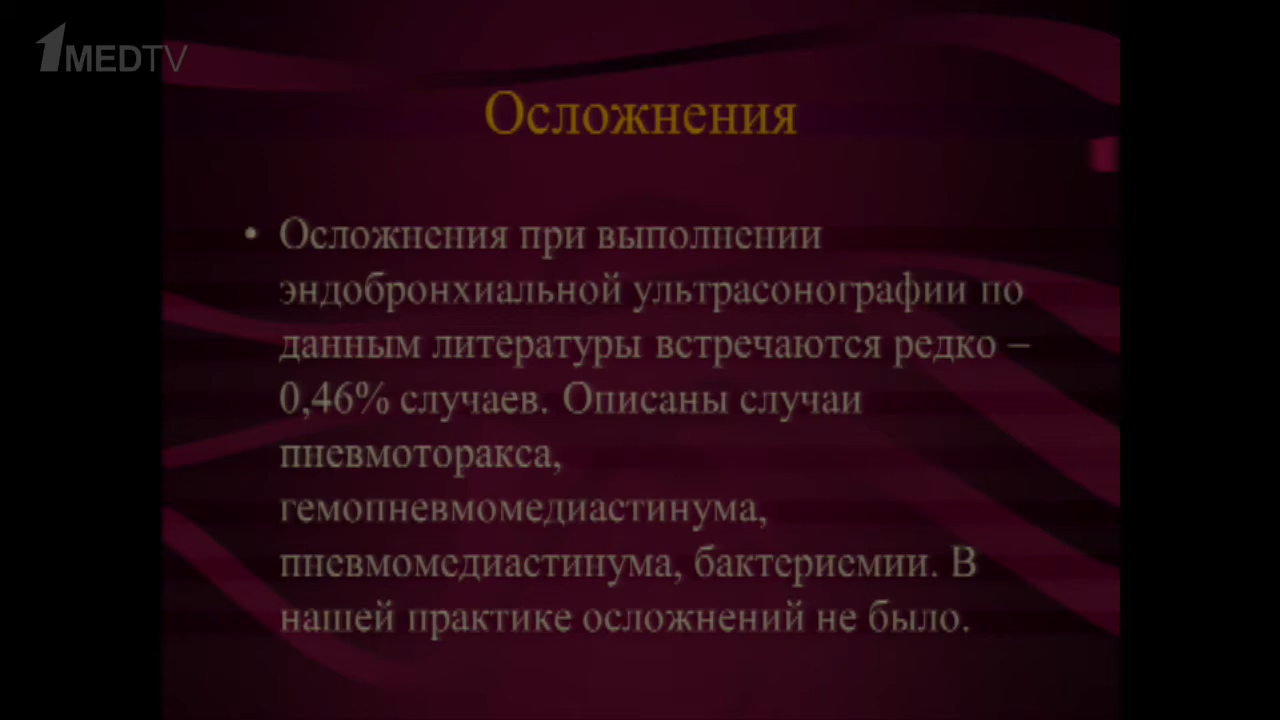 1MEDTV
Осложнения
• Осложнения при выполнении
эндобронхиальной ультрасонографии по
данным литературы встречаются редко –
0,46% случаев. Описаны случаи
пневмоторакса,
гемопневмомедиастинума,
пневмомедиастинума, бактериемии. В
нашей практике осложнений не было.